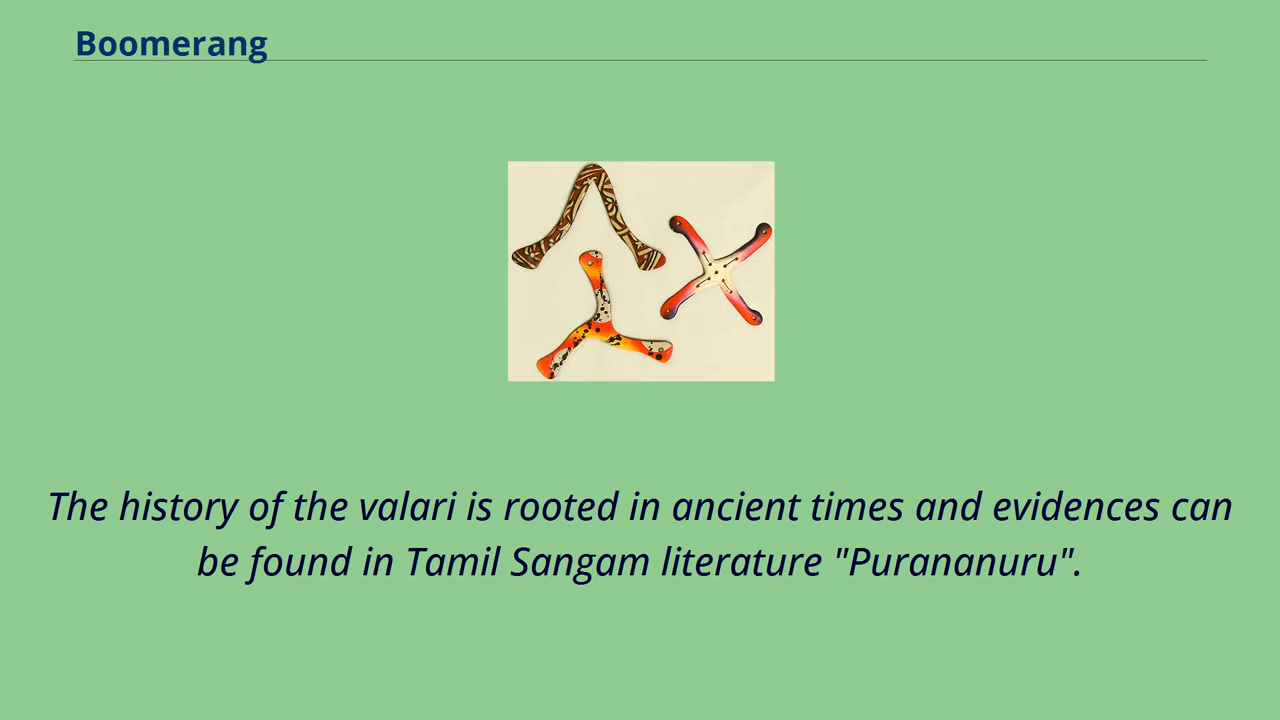 Boomerang
The history of the valari is rooted in ancient times and evidences can
be found in Tamil Sangam literature "Purananuru".